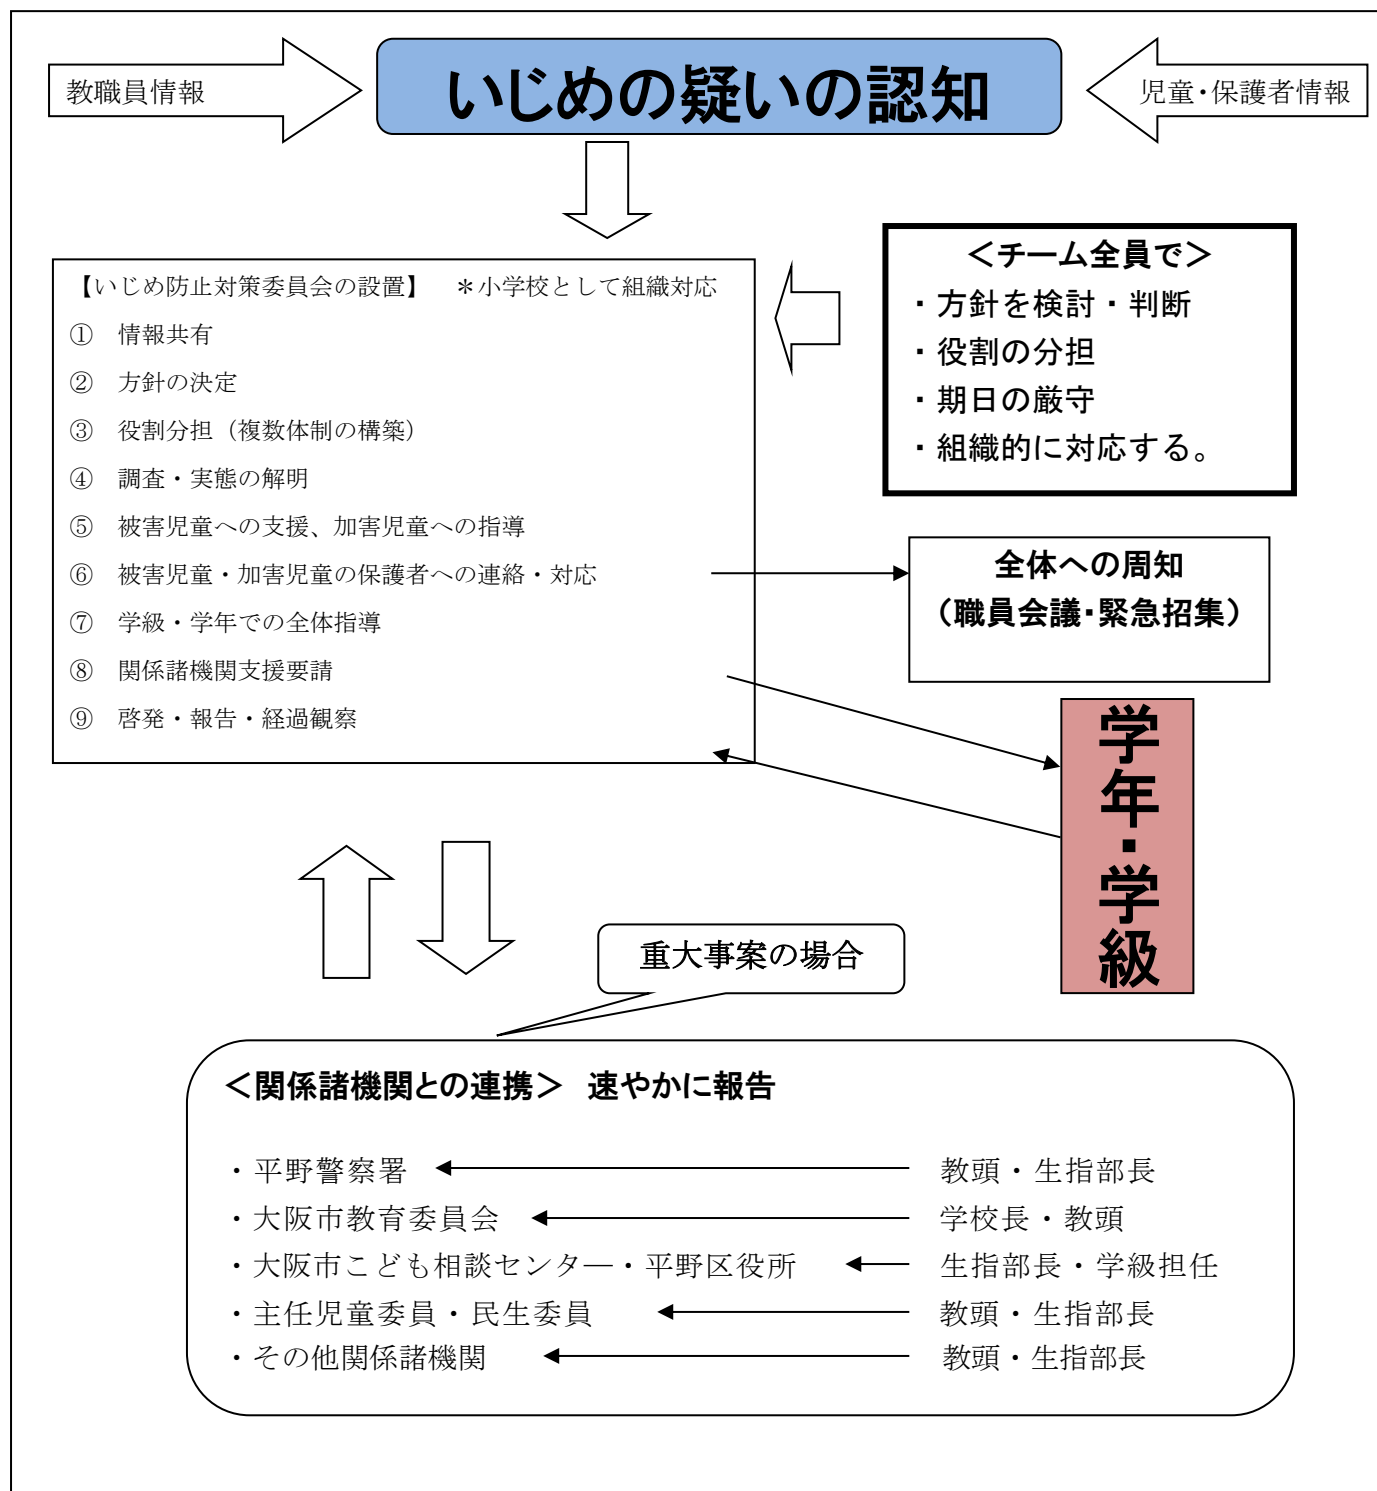 教職員情報
いじめの疑いの認知
児童・保護者情報
【いじめ防止対策委員会の設置】　＊小学校として組織対応
①　情報共有
②　方針の決定
③　役割分担（複数体制の構築）
④　調査・実態の解明
⑤　被害児童への支援、加害児童への指導
⑥　被害児童・加害児童の保護者への連絡・対応
⑦　学級・学年での全体指導
⑧　関係諸機関支援要請
⑨　啓発・報告・経過観察
＜チーム全員で＞
・方針を検討・判断
・役割の分担
・期日の厳守
・組織的に対応する。
全体への周知
（職員会議・緊急招集）
学年・学級
重大事案の場合
＜関係諸機関との連携＞　速やかに報告
・平野警察署　教頭・生指部長
・大阪市教育委員会　学校長・教頭
・大阪市こども相談センタ―・平野区役所　生指部長・学級担任
・主任児童委員・民生委員　教頭・生指部長
・その他関係諸機関　教頭・生指部長